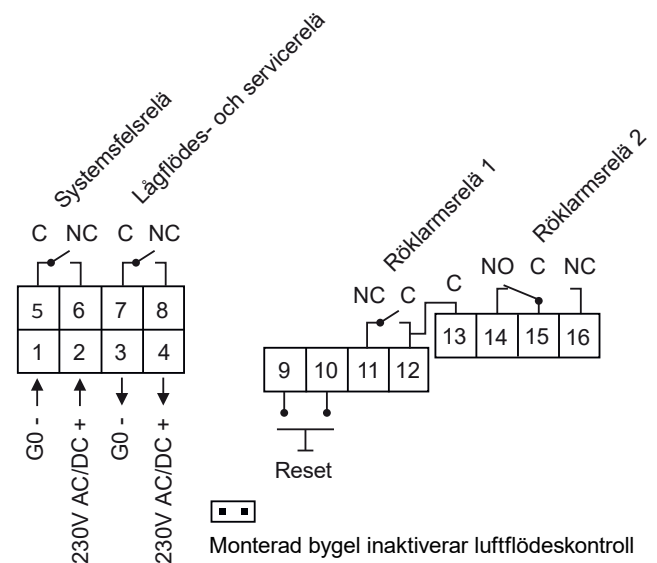 Systemsfelsrelä
Lågflödes- och servicerelä
C NC C NC
5 6 7 8
1 2 3 4
G0 -
230V AC/DC +
G0 -
230V AC/DC +
Röklarmsrelä 1
Röklarmsrelä 2
NC C C
NO C NC
13 14 15 16
9 10 11 12
Reset
Monterad bygel inaktiverar luftflödeskontroll